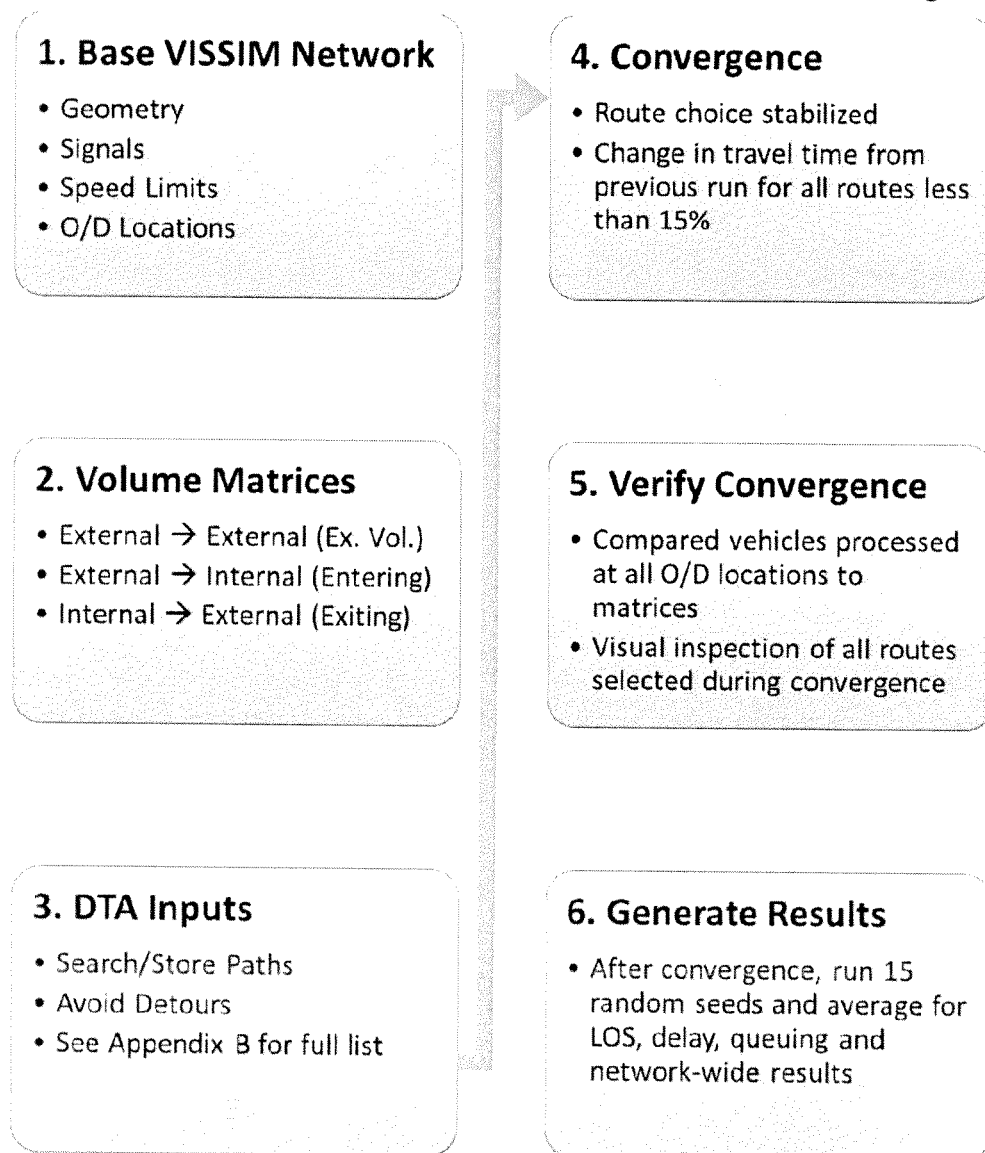 1. Base VISSIM Network
• Geometry
• Signals
• Speed Limits
• O/D Locations
2. Volume Matrices
• External → External (Ex. Vol.)
• External → Internal (Entering)
• Internal → External (Exiting)
3. DTA Inputs
• Search/Store Paths
• Avoid Detours
• See Appendix B for full list
4. Convergence
• Route choice stabilized
• Change in travel time from
previous run for all routes less
than 15%
5. Verify Convergence
• Compared vehicles processed
at all O/D locations to
matrices
• Visual inspection of all routes
selected during convergence
6. Generate Results
• After convergence, run 15
random seeds and average for
LOS, delay, queuing and
network-wide results